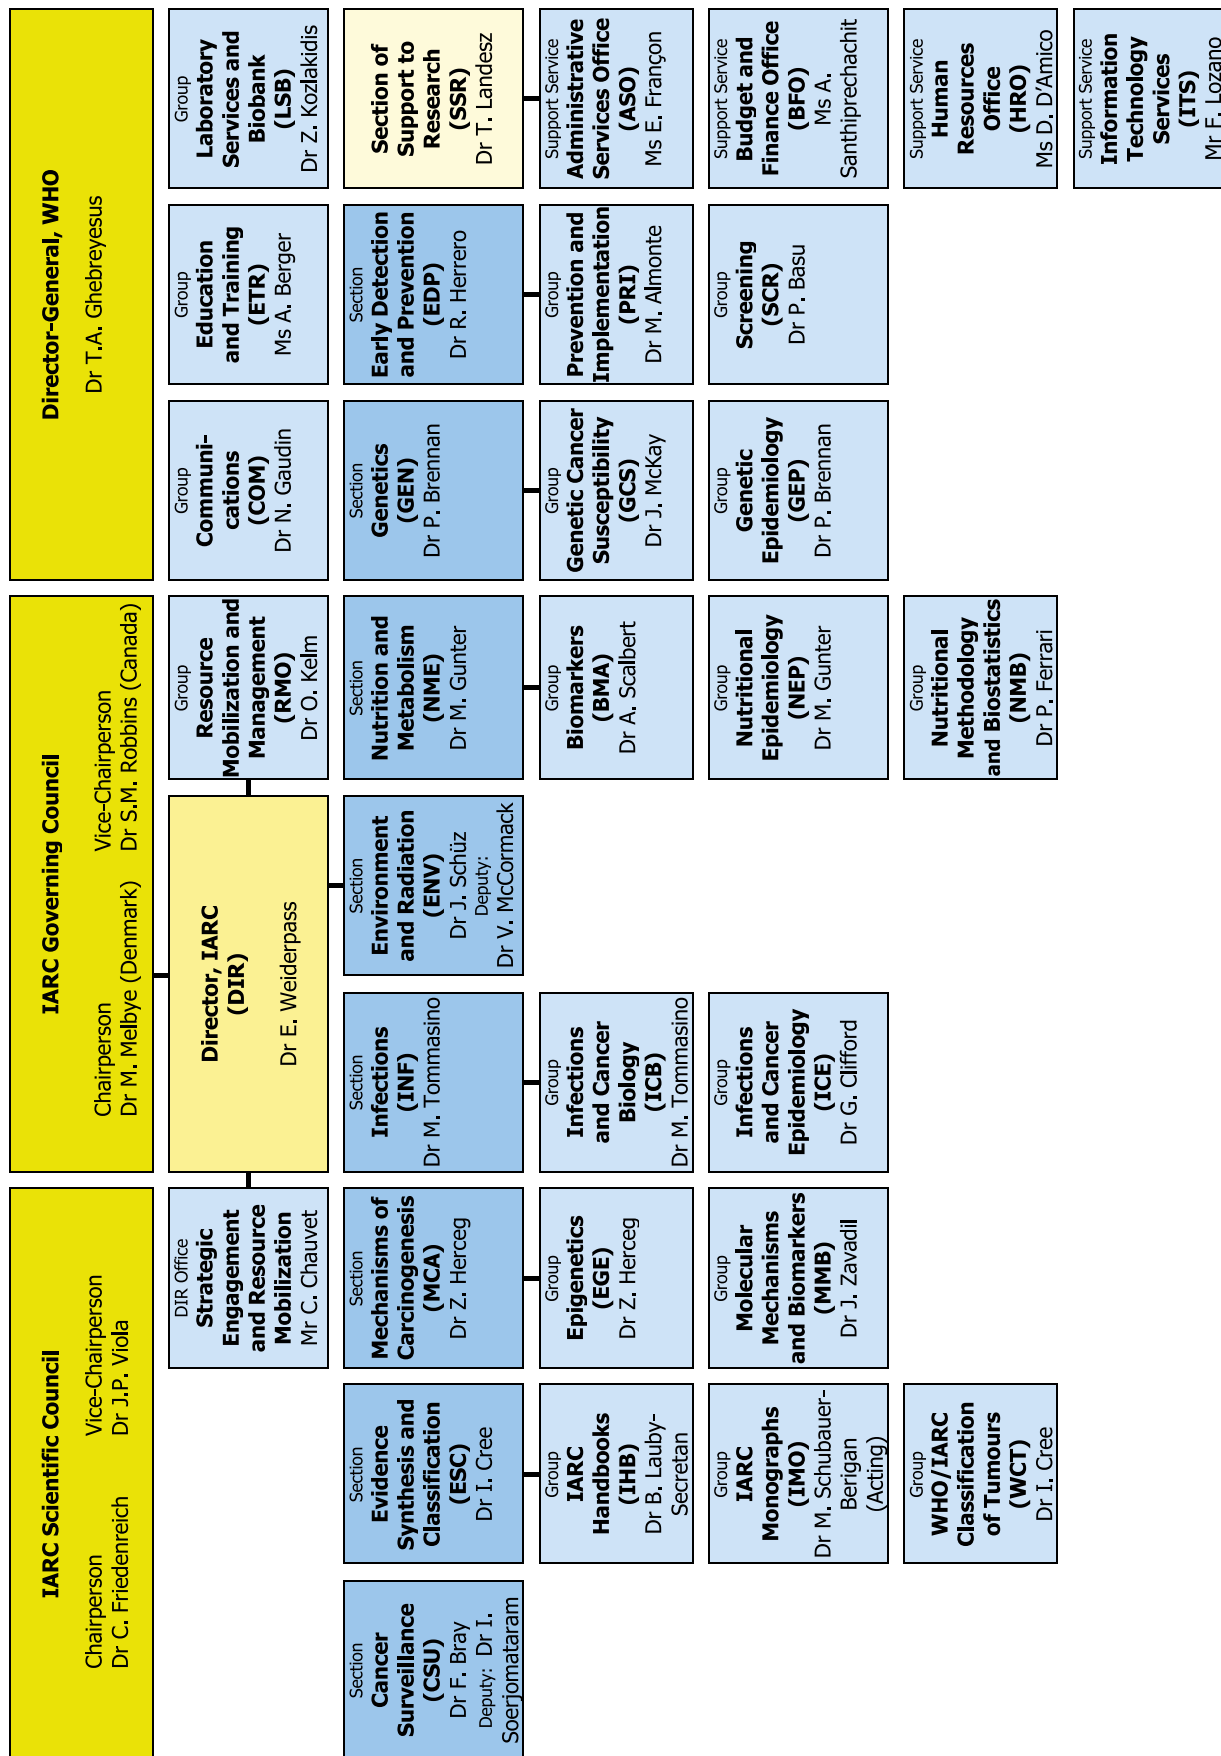 IARC Scientific Council
Chairperson
Dr C. Friedenreich
Vice-Chairperson
Dr J.P. Viola
IARC Governing Council
Chairperson
Dr M. Melbye (Denmark)
Vice-Chairperson
Dr S.M. Robbins (Canada)
Director-General, WHO
Dr T.A. Ghebreyesus
DIR Office
Strategic
Engagement
and Resource
Mobilization
Mr C. Chauvet
Director, IARC
(DIR)
Dr E. Weiderpass
Group
Resource
Mobilization and
Management
(RMO)
Dr O. Kelm
Group
Communi-
cations
(COM)
Dr N. Gaudin
Group
Education
and Training
(ETR)
Ms A. Berger
Group
Laboratory
Services and
Biobank
(LSB)
Dr Z. Kozlakidis
Section
Cancer
Surveillance
(CSU)
Dr F. Bray
Deputy: Dr I.
Soerjomataram
Section
Evidence
Synthesis and
Classification
(ESC)
Dr I. Cree
Section
Mechanisms of
Carcinogenesis
(MCA)
Dr Z. Herceg
Section
Infections
(INF)
Dr M. Tommasino
Section
Environment
and Radiation
(ENV)
Dr J. Schüz
Deputy:
Dr V. McCormack
Section
Nutrition and
Metabolism
(NME)
Dr M. Gunter
Section
Genetics
(GEN)
Dr P. Brennan
Section
Early Detection
and Prevention
(EDP)
Dr R. Herrero
Section of
Support to
Research
(SSR)
Dr T. Landesz
Group
IARC
Handbooks
(IHB)
Dr B. Lauby-
Secretan
Group
Epigenetics
(EGE)
Dr Z. Herceg
Group
Infections
and Cancer
Biology
(ICB)
Dr M. Tommasino
Group
Biomarkers
(BMA)
Dr A. Scalbert
Group
Genetic Cancer
Susceptibility
(GCS)
Dr J. McKay
Group
Prevention and
Implementation
(PRI)
Dr M. Almonte
Support Service
Administrative
Services Office
(ASO)
Ms E. Françon
Group
IARC
Monographs
(IMO)
Dr M. Schubauer-
Berigan
(Acting)
Group
Molecular
Mechanisms
and Biomarkers
(MMB)
Dr J. Zavadil
Group
Infections
and Cancer
Epidemiology
(ICE)
Dr G. Clifford
Group
Nutritional
Epidemiology
(NEP)
Dr M. Gunter
Group
Genetic
Epidemiology
(GEP)
Dr P. Brennan
Group
Screening
(SCR)
Dr P. Basu
Support Service
Budget and
Finance Office
(BFO)
Ms A.
Santhiprechachit
Group
WHO/IARC
Classification
of Tumours
(WCT)
Dr I. Cree
Group
Nutritional
Methodology
and Biostatistics
(NMB)
Dr P. Ferrari
Support Service
Human
Resources
Office
(HRO)
Ms D. D'Amico
Support Service
Information
Technology
Services
(ITS)
Mr F. Lozano